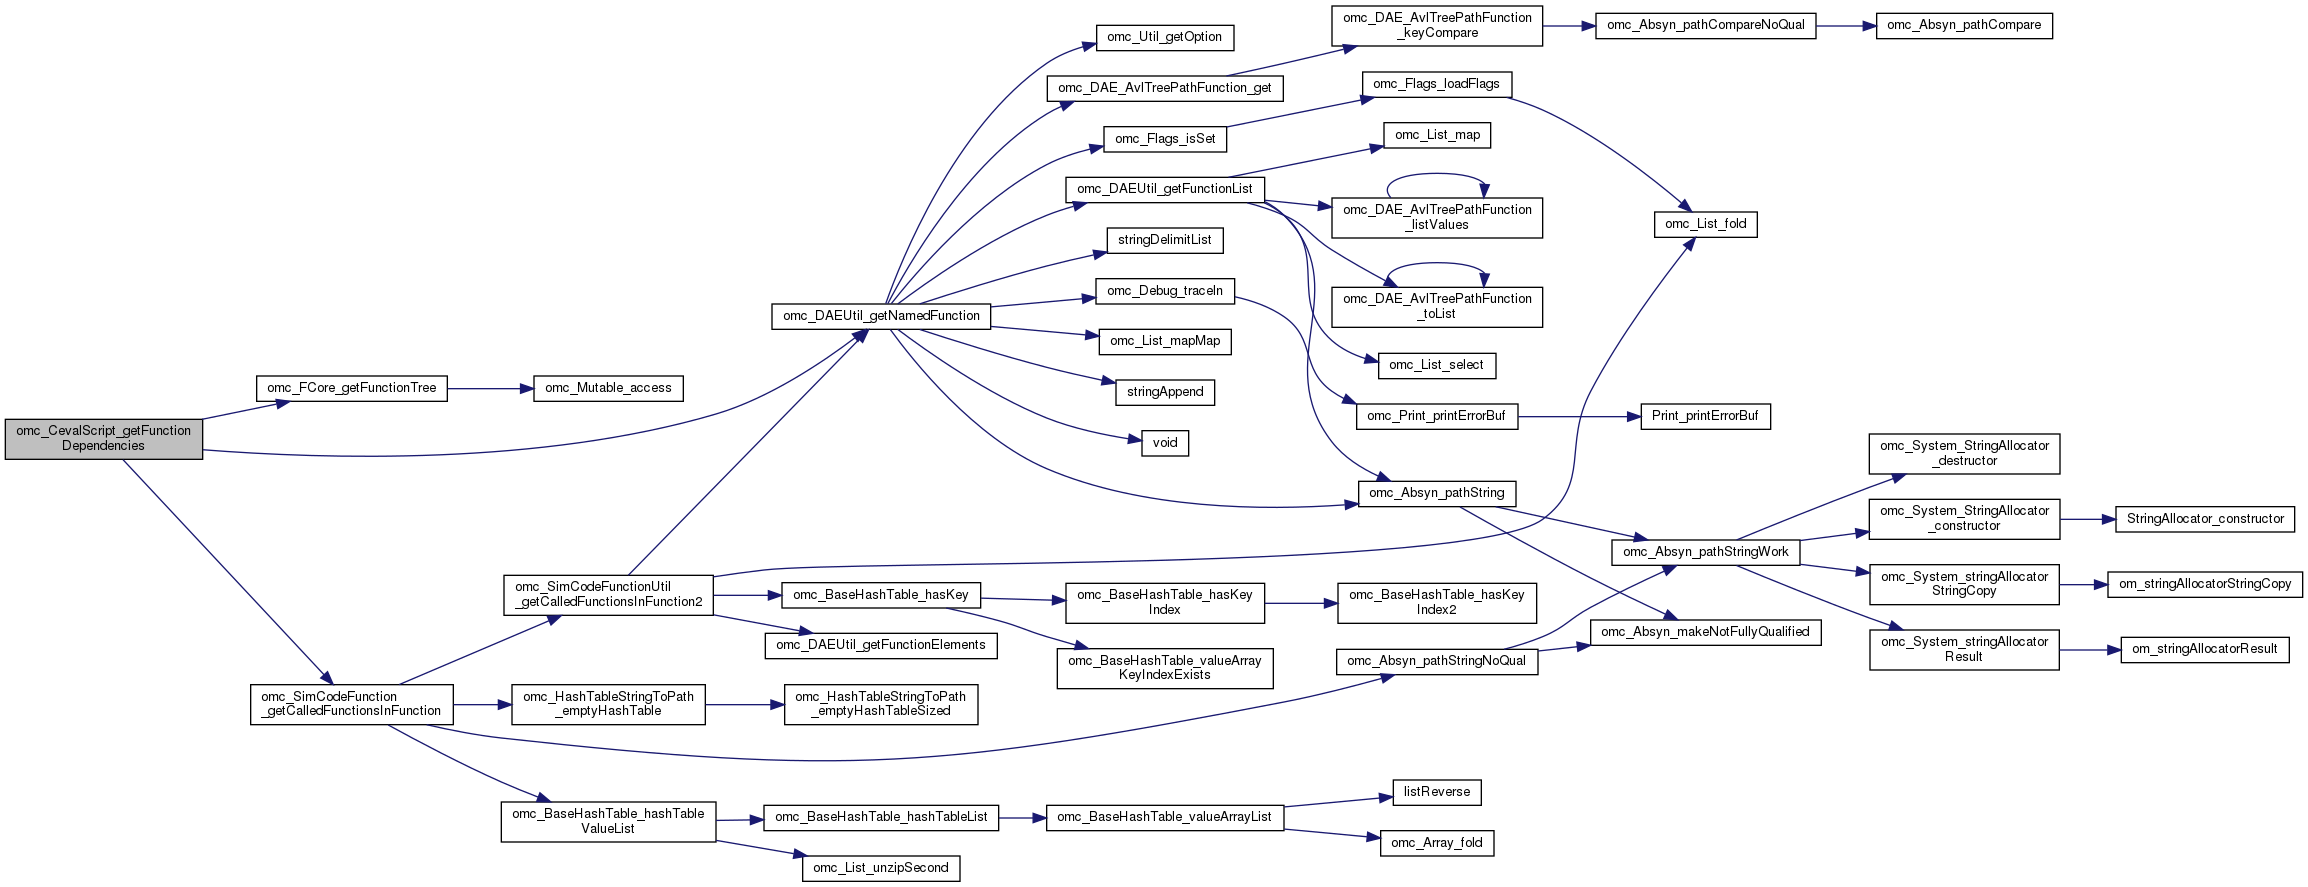 omc_CevalScript_getFunction
Dependencies
omc_FCore_getFunctionTree
omc_Mutable_access
omc_DAEUtil_getNamedFunction
omc_Util_getOption
omc_DAE_AvlTreePathFunction_get
omc_DAE_AvlTreePathFunction
_keyCompare
omc_Absyn_pathCompareNoQual
omc_Absyn_pathCompare
omc_Flags_isSet
omc_Flags_loadFlags
omc_List_fold
omc_DAEUtil_getFunctionList
omc_List_map
omc_DAE_AvlTreePathFunction
_listValues
omc_DAE_AvlTreePathFunction
_toList
omc_List_select
stringDelimitList
omc_Debug_traceln
omc_Print_printErrorBuf
Print_printErrorBuf
omc_List_mapMap
stringAppend
void
omc_Absyn_pathString
omc_Absyn_pathStringWork
omc_System_StringAllocator
_destructor
omc_System_StringAllocator
_constructor
StringAllocator_constructor
omc_System_stringAllocator
StringCopy
om_stringAllocatorStringCopy
omc_System_stringAllocator
Result
om_stringAllocatorResult
omc_Absyn_makeNotFullyQualified
omc_SimCodeFunction
_getCalledFunctionsInFunction
omc_SimCodeFunctionUtil
_getCalledFunctionsInFunction2
omc_BaseHashTable_hasKey
omc_BaseHashTable_hasKey
Index
omc_BaseHashTable_hasKey
Index2
omc_BaseHashTable_valueArray
KeyIndexExists
omc_DAEUtil_getFunctionElements
omc_Absyn_pathStringNoQual
omc_HashTableStringToPath
_emptyHashTable
omc_HashTableStringToPath
_emptyHashTableSized
omc_BaseHashTable_hashTable
ValueList
omc_BaseHashTable_hashTableList
omc_BaseHashTable_valueArrayList
listReverse
omc_Array_fold
omc_List_unzipSecond